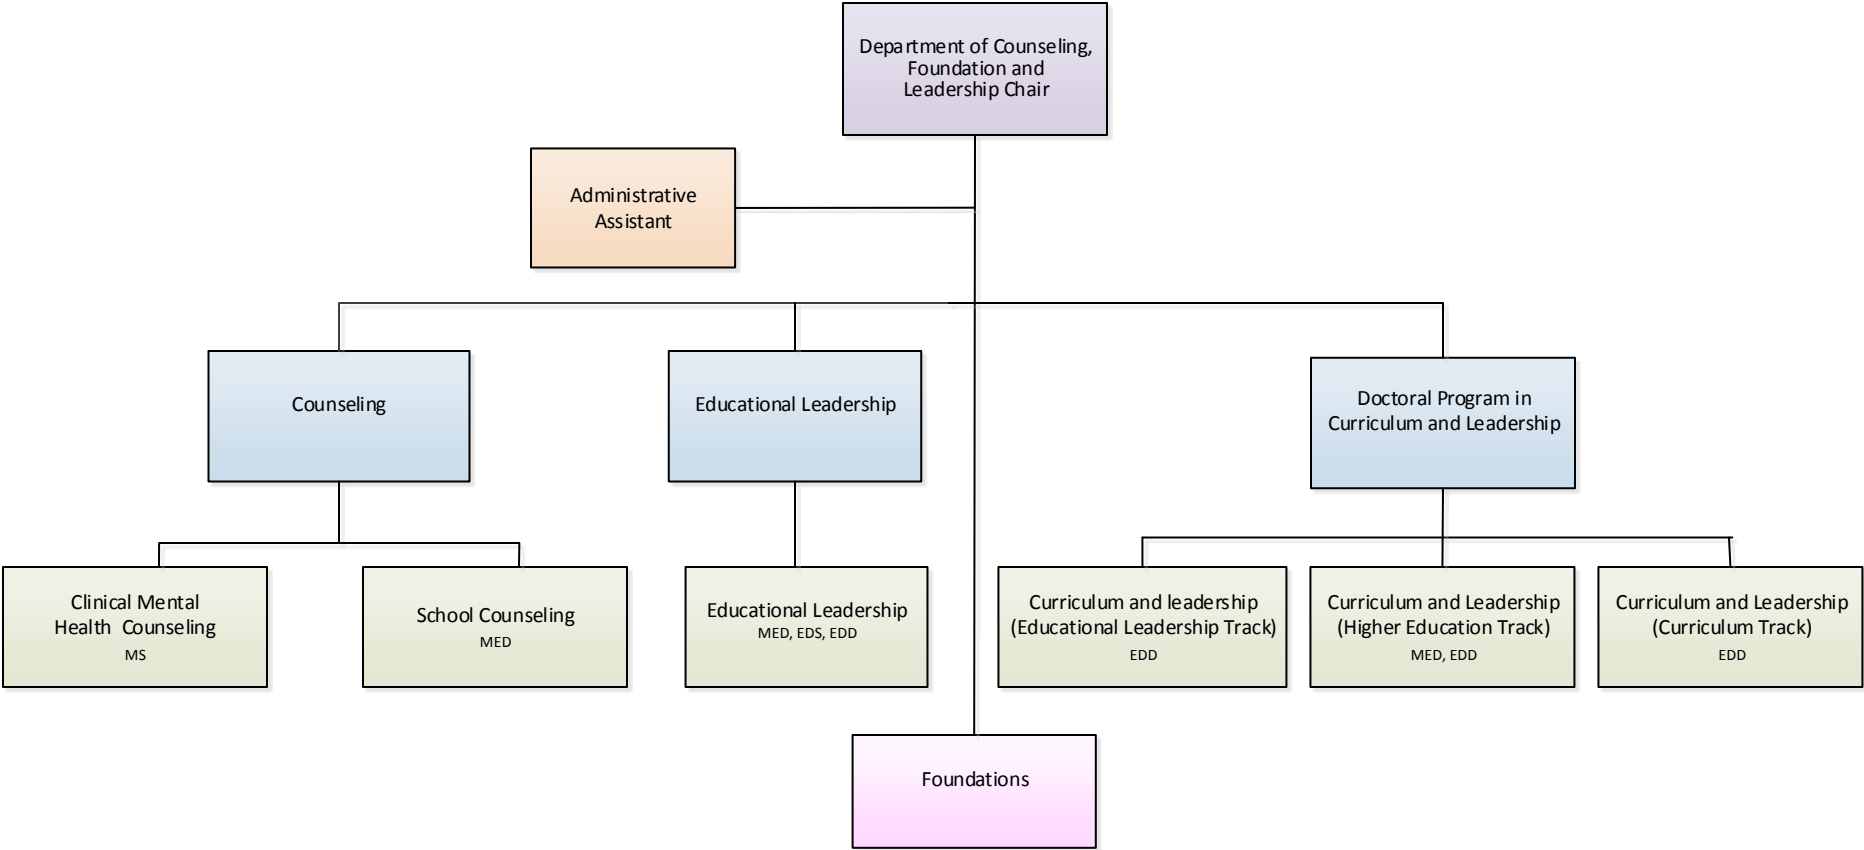 Department of Counseling,
Foundation and
Leadership Chair
Administrative
Assistant
Counseling
Educational Leadership
Doctoral Program in
Curriculum and Leadership
Clinical Mental
Health  Counseling
MS
School Counseling
MED
Educational Leadership
MED, EDS, EDD
Curriculum and leadership
(Educational Leadership Track)
EDD
Curriculum and Leadership
(Higher Education Track)
MED, EDD
Curriculum and Leadership
(Curriculum Track)
EDD
Foundations